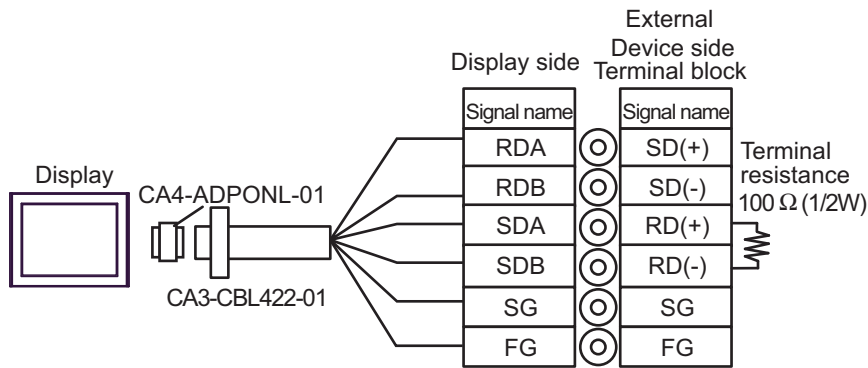 External
Device side
Display side Terminal block
Signal name Signal name
RDA SD(+)
RDB SD(-)
SDA RD(+)
SDB RD(-)
SG SG
FG FG
Terminal
resistance
100 Ω (1/2W)
Display
CA4-ADPONL-01
CA3-CBL422-01